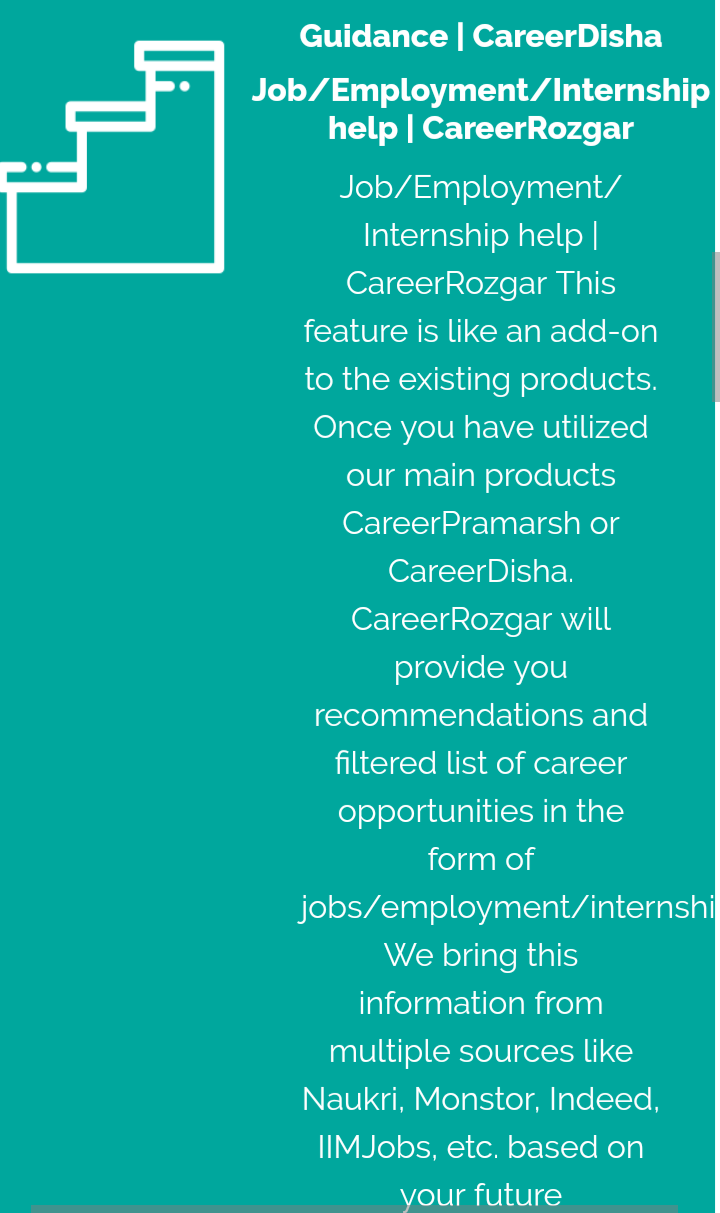 Guidance | CareerDisha
Job/Employment/Internship
help | CareerRozgar
Job/Employment/
Internship help |
CareerRozgar This
feature is like an add-on
to the existing products.
Once you have utilized
our main products
CareerPramarsh or
CareerDisha.
CareerRozgar will
provide you
recommendations and
filtered list of career
opportunities in the
form of
jobs/employment/internshi
We bring this
information from
multiple sources like
Naukri, Monstor, Indeed,
IIMJobs, etc. based on
your future